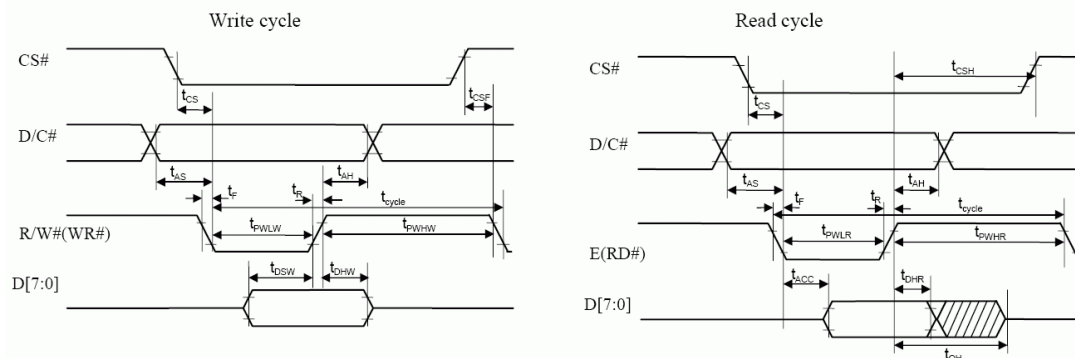 Write cycle
CS#
tCS
tCSF
D/C#
tAS
tF
tR
tAH
tcycle
R/W#(WR#)
tPWLW
tPWHW
tDSW
tDHW
D[7:0]
Read cycle
CS#
tCSH
tCS
D/C#
tAS
tF
tR
tAH
tcycle
E(RD#)
tPWLR
tPWHR
tACC
tDHR
D[7:0]
tOH